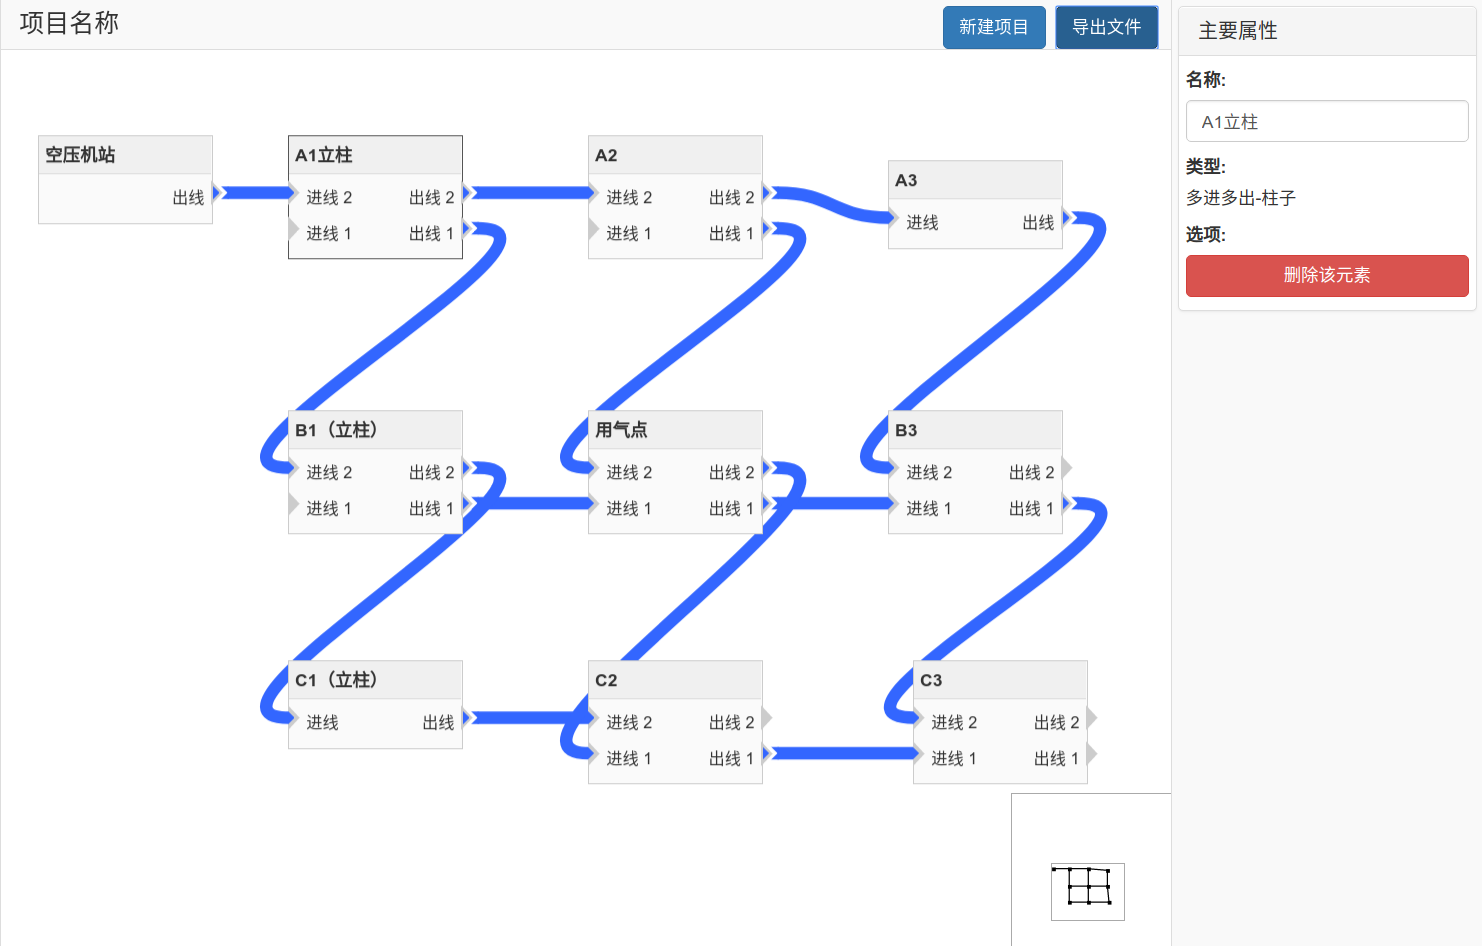 项目名称
新建项目
导出文件
主要属性
名称:
A1立柱
类型:
多进多出-柱子
选项:
删除该元素
空压机站
出线
A1立柱
进线 2 出线 2
进线 1 出线 1
A2
进线 2 出线 2
进线 1 出线 1
A3
进线 出线
B1（立柱）
进线 2 出线 2
进线 1 出线 1
用气点
进线 2 出线 2
进线 1 出线 1
B3
进线 2 出线 2
进线 1 出线 1
C1（立柱）
进线 出线
C2
进线 2 出线 2
进线 1 出线 1
C3
进线 2 出线 2
进线 1 出线 1